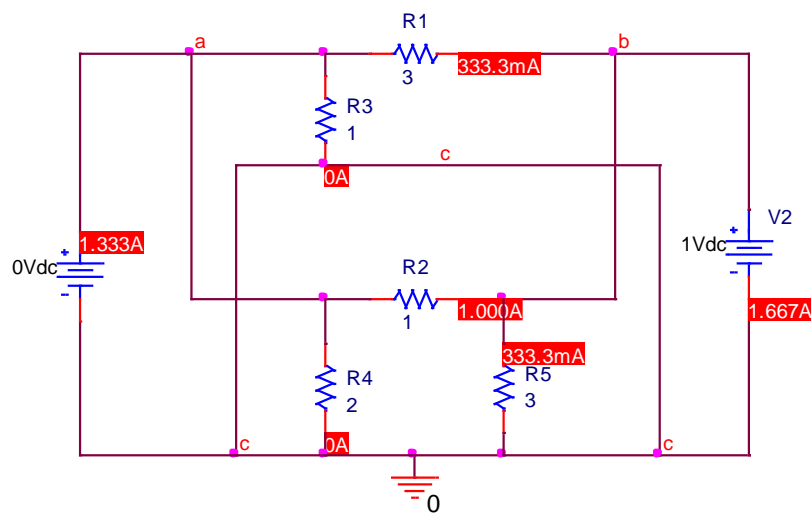 R1
a
b
3
333.3mA
R3
1
c
0A
V2
1.333A
+
+
1Vdc
0Vdc
R2
-
-
1
1.000A
1.667A
333.3mA
R4
R5
2
3
c
0A
c
0